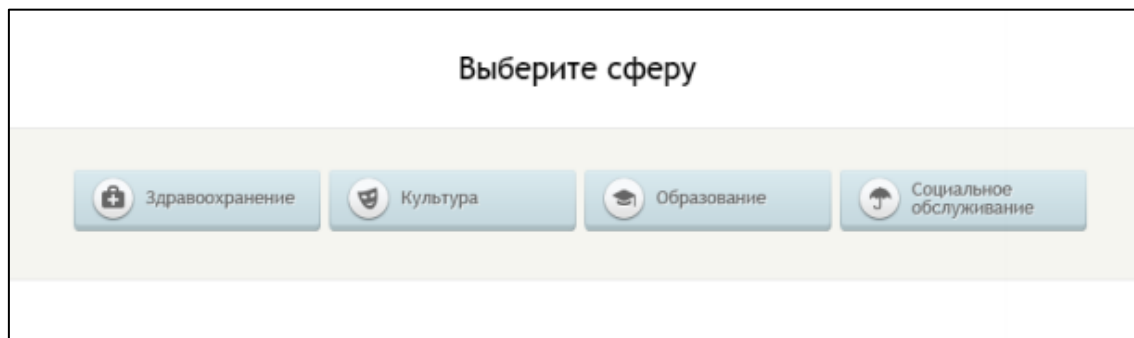 Выберите сферу
Здравоохранение
Культура
Образование
Социальное
обслуживание